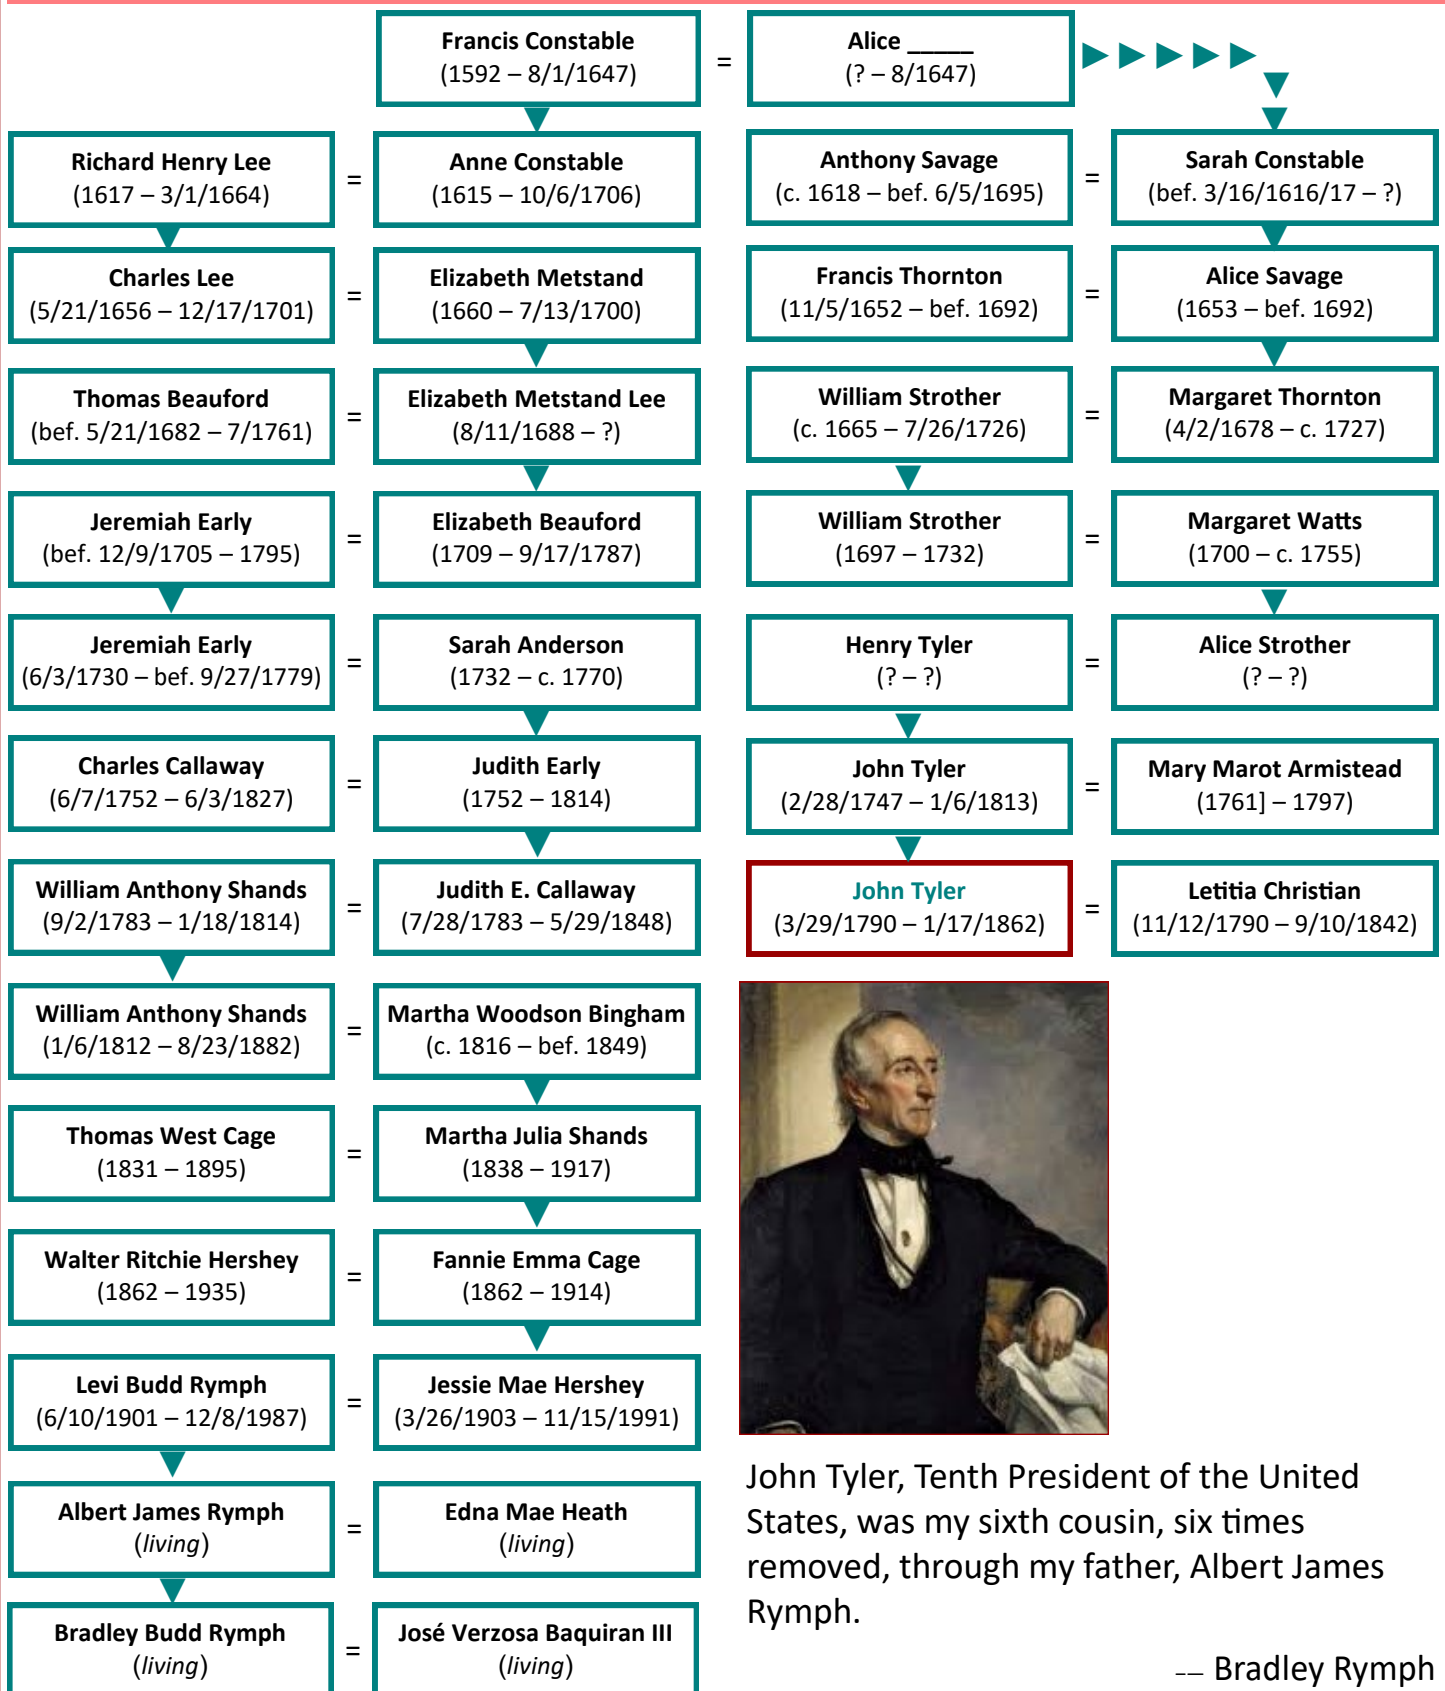 Francis Constable
(1592 – 8/1/1647)
=
Alice _____
(? – 8/1647)
Richard Henry Lee
(1617 – 3/1/1664)
=
Anne Constable
(1615 – 10/6/1706)
Anthony Savage
(c. 1618 – bef. 6/5/1695)
=
Sarah Constable
(bef. 3/16/1616/17 – ?)
Charles Lee
(5/21/1656 – 12/17/1701)
=
Elizabeth Metstand
(1660 – 7/13/1700)
Francis Thornton
(11/5/1652 – bef. 1692)
=
Alice Savage
(1653 – bef. 1692)
Thomas Beauford
(bef. 5/21/1682 – 7/1761)
=
Elizabeth Metstand Lee
(8/11/1688 – ?)
William Strother
(c. 1665 – 7/26/1726)
=
Margaret Thornton
(4/2/1678 – c. 1727)
Jeremiah Early
(bef. 12/9/1705 – 1795)
=
Elizabeth Beauford
(1709 – 9/17/1787)
William Strother
(1697 – 1732)
=
Margaret Watts
(1700 – c. 1755)
Jeremiah Early
(6/3/1730 – bef. 9/27/1779)
=
Sarah Anderson
(1732 – c. 1770)
Henry Tyler
(? – ?)
=
Alice Strother
(? – ?)
Charles Callaway
(6/7/1752 – 6/3/1827)
=
Judith Early
(1752 – 1814)
John Tyler
(2/28/1747 – 1/6/1813)
=
Mary Marot Armistead
(1761] – 1797)
William Anthony Shands
(9/2/1783 – 1/18/1814)
=
Judith E. Callaway
(7/28/1783 – 5/29/1848)
John Tyler
(3/29/1790 – 1/17/1862)
=
Letitia Christian
(11/12/1790 – 9/10/1842)
William Anthony Shands
(1/6/1812 – 8/23/1882)
=
Martha Woodson Bingham
(c. 1816 – bef. 1849)
Thomas West Cage
(1831 – 1895)
=
Martha Julia Shands
(1838 – 1917)
Walter Ritchie Hershey
(1862 – 1935)
=
Fannie Emma Cage
(1862 – 1914)
Levi Budd Rymph
(6/10/1901 – 12/8/1987)
=
Jessie Mae Hershey
(3/26/1903 – 11/15/1991)
Albert James Rymph
(living)
=
Edna Mae Heath
(living)
Bradley Budd Rymph
(living)
=
José Verzosa Baquiran III
(living)
John Tyler, Tenth President of the United
States, was my sixth cousin, six times
removed, through my father, Albert James
Rymph.
–– Bradley Rymph